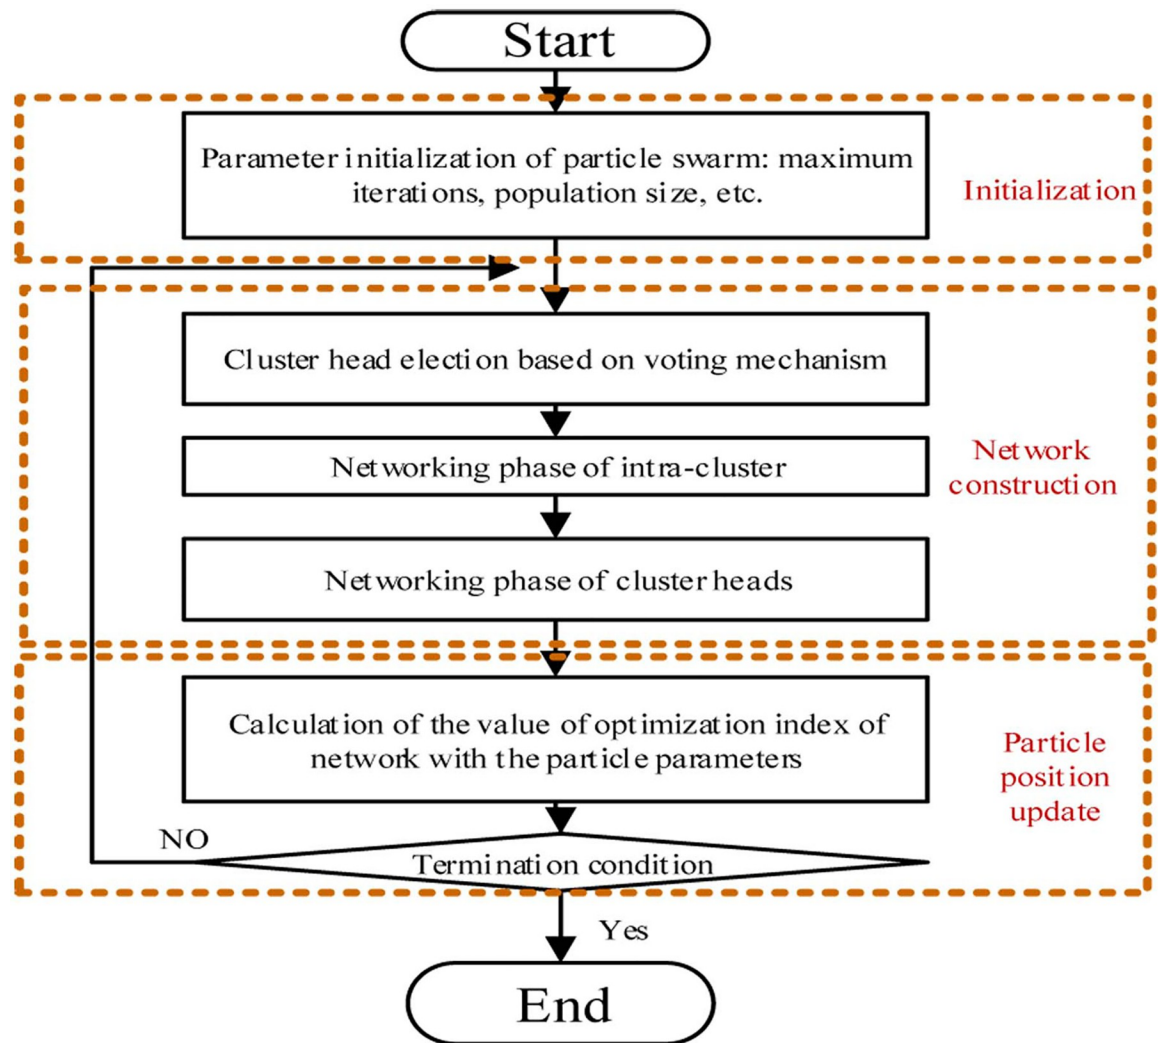 Start
Parameter initialization of particle swarm: maximum
iterations, population size, etc.
Initialization
Cluster head election based on voting mechanism
Networking phase of intra-cluster
Network
construction
Networking phase of cluster heads
Calculation of the value of optimization index of
network with the particle parameters
Particle
position
update
NO
Termination condition
Yes
End